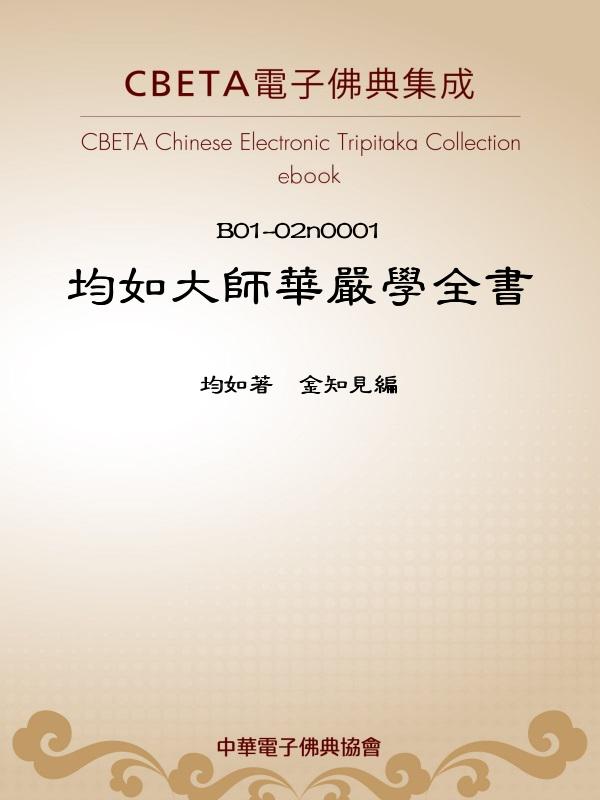 CBETA電子佛典集成
CBETA Chinese Electronic Tripitaka Collection
ebook
B01-02n0001
均如大師華嚴學全書
均如著　金知見編
中華電子佛典協會